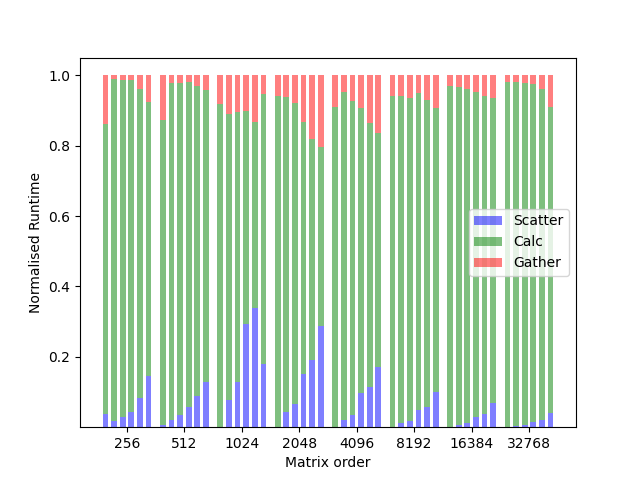 1.0
0.8
0.6
0.4
0.2
Normalised Runtime
Scatter
Calc
Gather
256 512 1024 2048 4096 8192 16384 32768
Matrix order